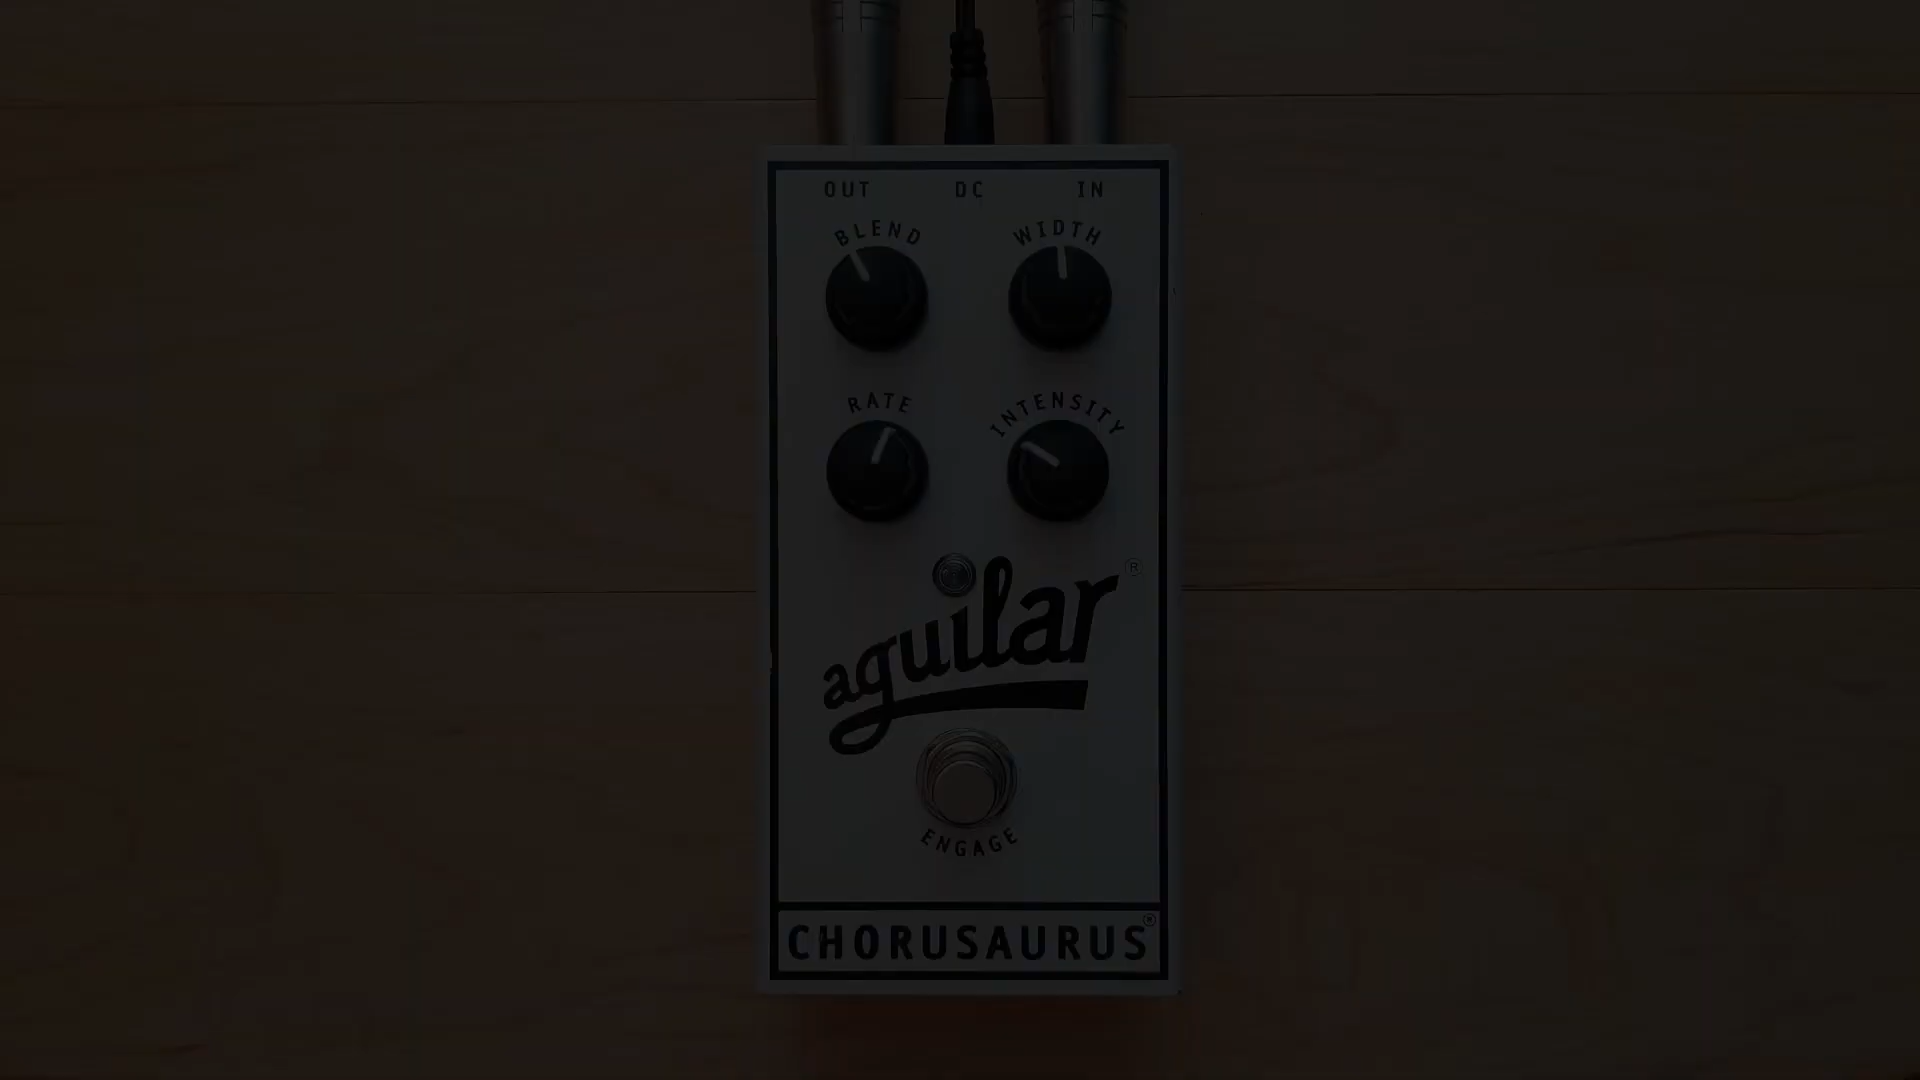 OUT DC IN
BLEND WIDTH
RATE INTENSITY
aguilar®
ENGAGE
CHORUSAURUS®